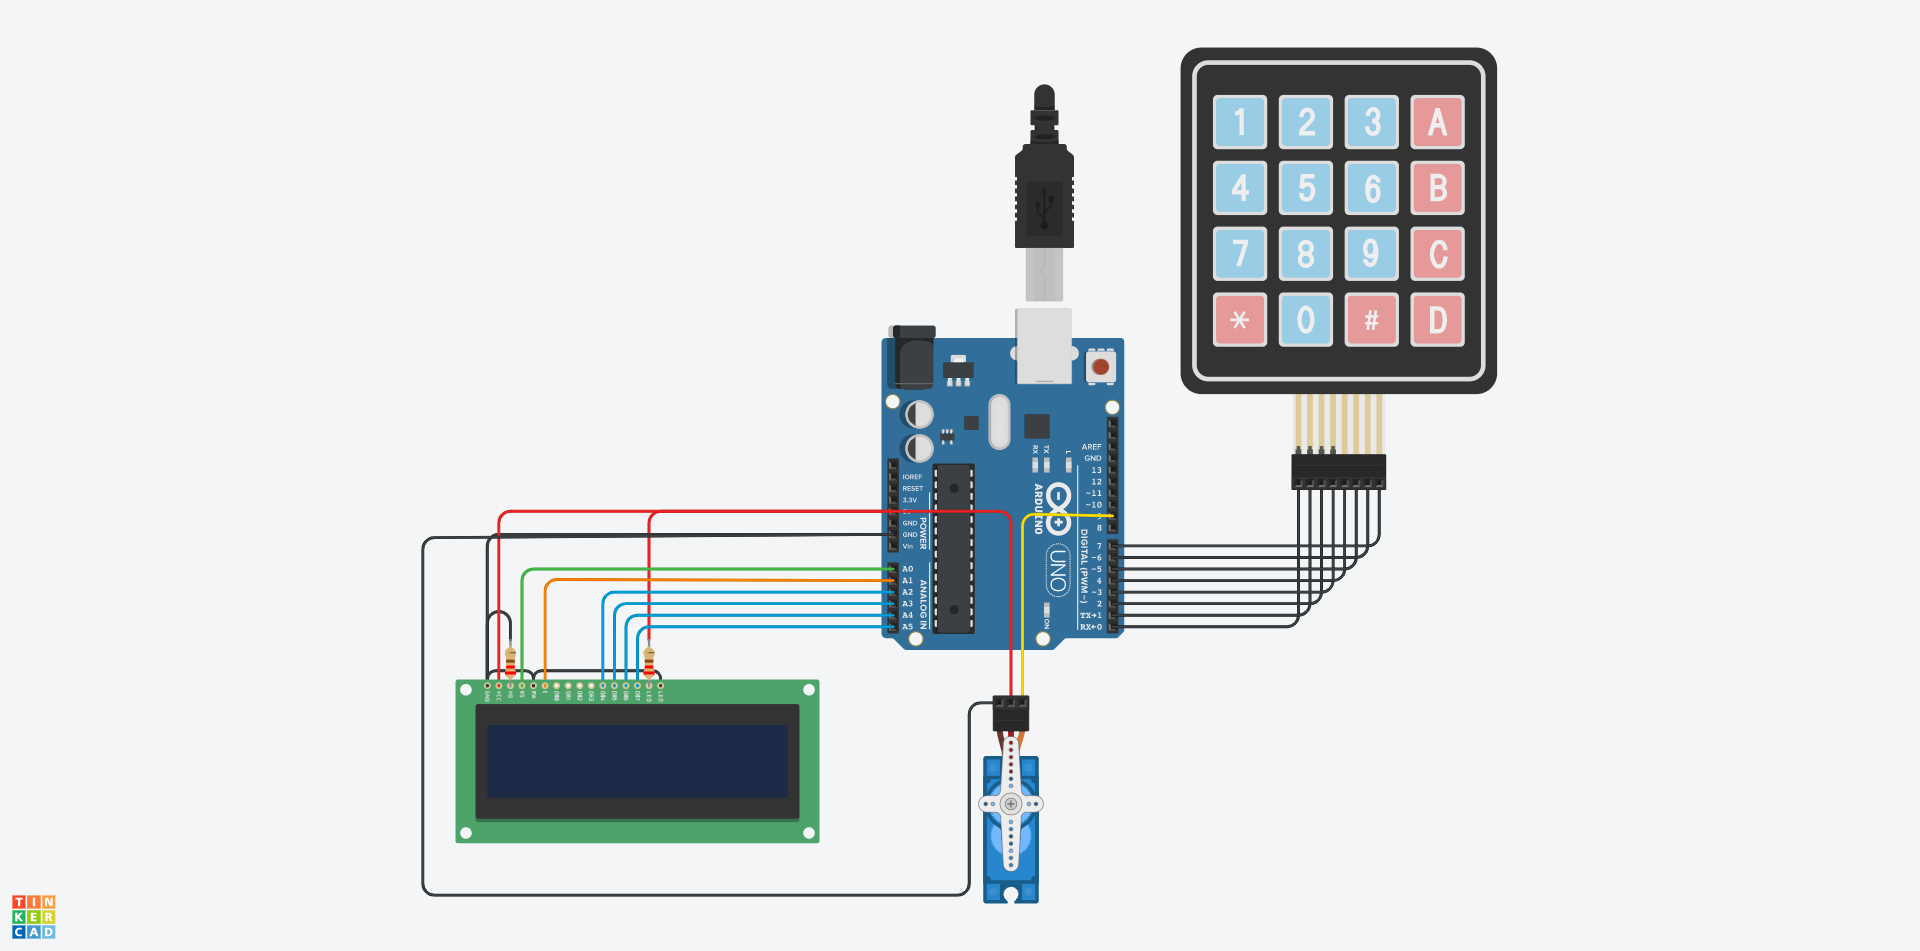 1 2 3 A
4 5 6 B
7 8 9 C
* 0 # D
RX TX L
AREF
GND
13
12
~11
~10
9
8
7
~6
~5
4
~3
2
TX→1
RX←0
DIGITAL (PWM~)
ARDUINO
UNO
ON
IOREF
RESET
3.3V
GND
GND
Vin
POWER
A0
A1
A2
A3
A4
A5
ANALOG IN
GND VCC V0 RS RW E DB0 DB1 DB2 DB3 DB4 DB5 DB6 DB7 LED LED
TIN
KER
CAD